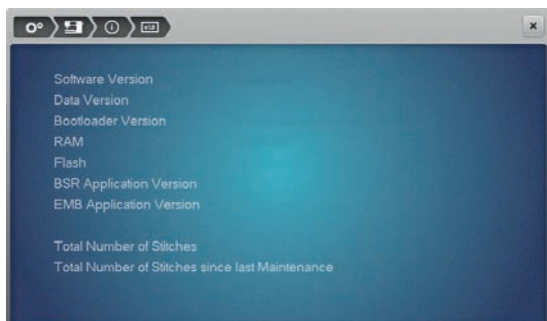 Software Version
Data Version
Bootloader Version
RAM
Flash
BSR Application Version
EMB Application Version
Total Number of Stitches
Total Number of Stitches since last Maintenance